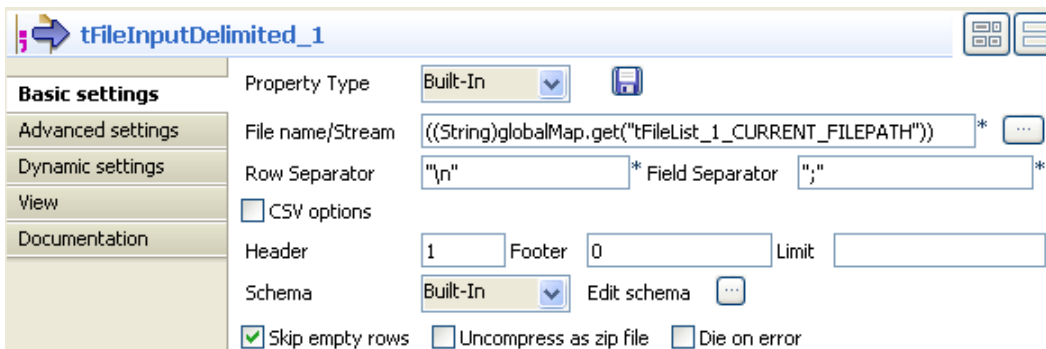 tFileInputDelimited_1
Basic settings
Advanced settings
Dynamic settings
View
Documentation
Property Type Built-In
File name/Stream ((String)globalMap.get("tFileList_1_CURRENT_FILEPATH")) * ...
Row Separator "\n" * Field Separator ";" *
CSV options
Header 1 Footer 0 Limit
Schema Built-In Edit schema ...
Skip empty rows Uncompress as zip file Die on error